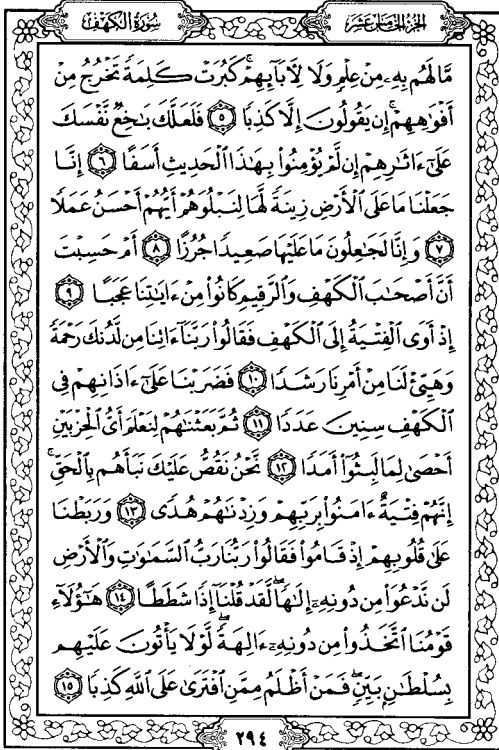 سورة الكهف
الجزء الخامس عشر
مَّا لَهُم بِهِۦ مِنْ عِلْمٍ وَلَا لِأَبَآئِهِمْ ۚ كَبُرَتْ كَلِمَةً تَخْرُجُ مِنْ
أَفْوَٰهِهِمْ ۚ إِن يَقُولُونَ إِلَّا كَذِبًا ٥ فَلَعَلَّكَ بَٰخِعٌ نَّفْسَكَ
عَلَىٰٓ ءَاثَٰرِهِمْ إِن لَّمْ يُؤْمِنُوا۟ بِهَٰذَا ٱلْحَدِيثِ أَسَفًا ٦ إِنَّا
جَعَلْنَا مَا عَلَى ٱلْأَرْضِ زِينَةً لَّهَا لِنَبْلُوَهُمْ أَيُّهُمْ أَحْسَنُ عَمَلًا
٧ وَإِنَّا لَجَٰعِلُونَ مَا عَلَيْهَا صَعِيدًا جُرُزًا ٨ أَمْ حَسِبْتَ
أَنَّ أَصْحَٰبَ ٱلْكَهْفِ وَٱلرَّقِيمِ كَانُوا۟ مِنْ ءَايَٰتِنَا عَجَبًا ٩
إِذْ أَوَى ٱلْفِتْيَةُ إِلَى ٱلْكَهْفِ فَقَالُوا۟ رَبَّنَآ ءَاتِنَا مِن لَّدُنكَ رَحْمَةً
وَهَيِّئْ لَنَا مِنْ أَمْرِنَا رَشَدًا ١٠ فَضَرَبْنَا عَلَىٰٓ ءَاذَانِهِمْ فِى
ٱلْكَهْفِ سِنِينَ عَدَدًا ١١ ثُمَّ بَعَثْنَٰهُمْ لِنَعْلَمَ أَىُّ ٱلْحِزْبَيْنِ
أَحْصَىٰ لِمَا لَبِثُوٓا۟ أَمَدًا ١٢ نَّحْنُ نَقُصُّ عَلَيْكَ نَبَأَهُم بِٱلْحَقِّ ۚ
إِنَّهُمْ فِتْيَةٌ ءَامَنُوا۟ بِرَبِّهِمْ وَزِدْنَٰهُمْ هُدًى ١٣ وَرَبَطْنَا
عَلَىٰ قُلُوبِهِمْ إِذْ قَامُوا۟ فَقَالُوا۟ رَبُّنَا رَبُّ ٱلسَّمَٰوَٰتِ وَٱلْأَرْضِ
لَن نَّدْعُوَا۟ مِن دُونِهِۦٓ إِلَٰهًا ۖ لَّقَدْ قُلْنَآ إِذًا شَطَطًا ١٤ هَٰٓؤُلَآءِ
قَوْمُنَا ٱتَّخَذُوا۟ مِن دُونِهِۦٓ ءَالِهَةً ۖ لَّوْلَا يَأْتُونَ عَلَيْهِم
بِسُلْطَٰنٍۭ بَيِّنٍ ۖ فَمَنْ أَظْلَمُ مِمَّنِ ٱفْتَرَىٰ عَلَى ٱللَّهِ كَذِبًا ١٥
٢٩٤